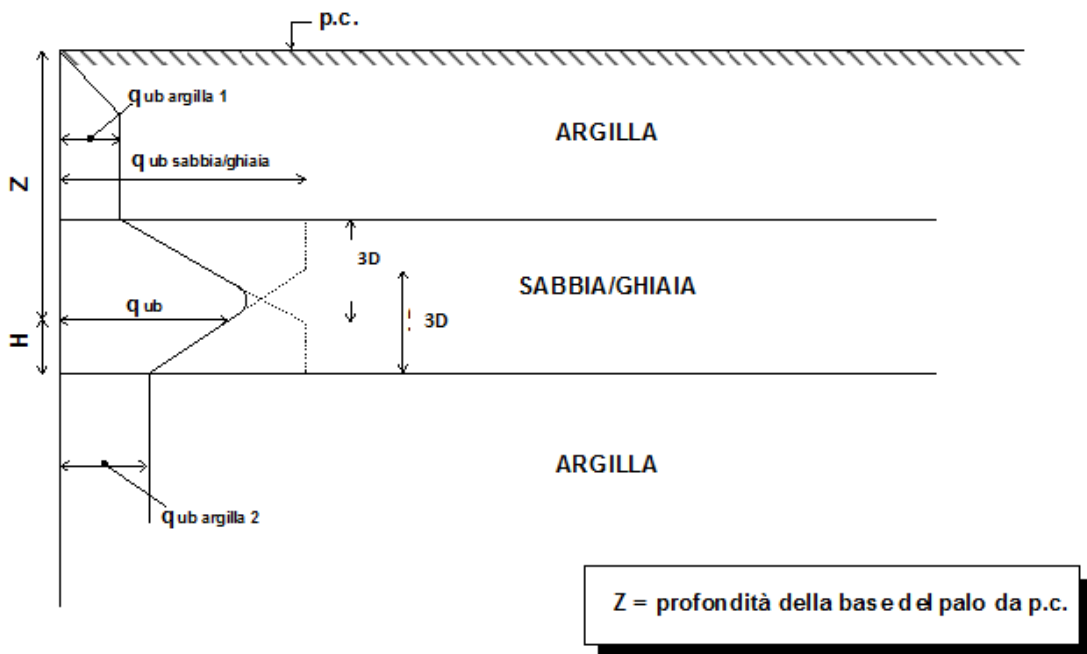 p.c.
q ub argilla 1
ARGILLA
q ub sabbia/ghiaia
Z
3D
SABBIA/GHIAIA
q ub
3D
H
ARGILLA
q ub argilla 2
Z = profondità della base del palo da p.c.